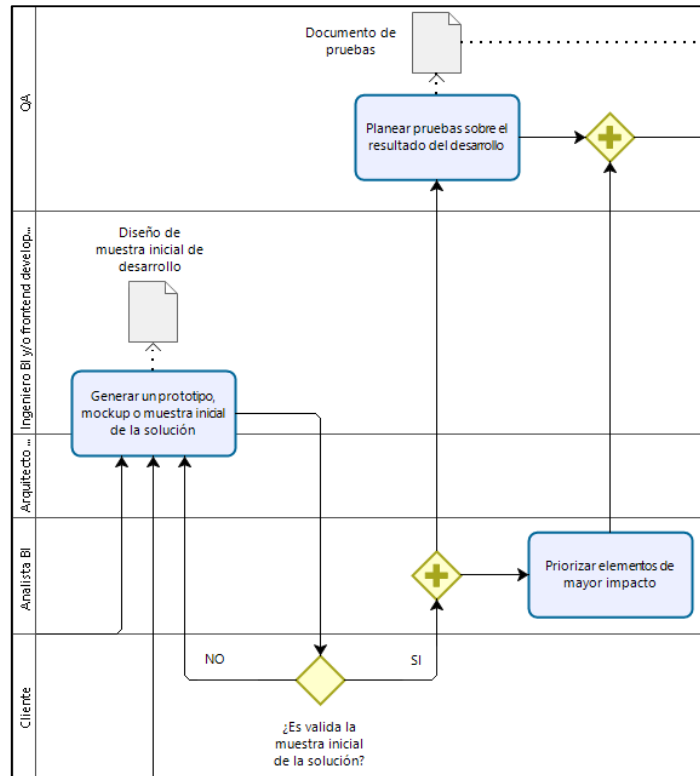 Documento de
pruebas
QA
Planear pruebas sobre el
resultado del desarrollo
Ingeniero BI y/o frontend develop...
Diseño de
muestra inicial de
desarrollo
Generar un prototipo,
mockup o muestra inicial
de la solución
Arquitecto ...
Analista BI
Priorizar elementos de
mayor impacto
Cliente
NO
SI
¿Es valida la
muestra inicial
de la solución?